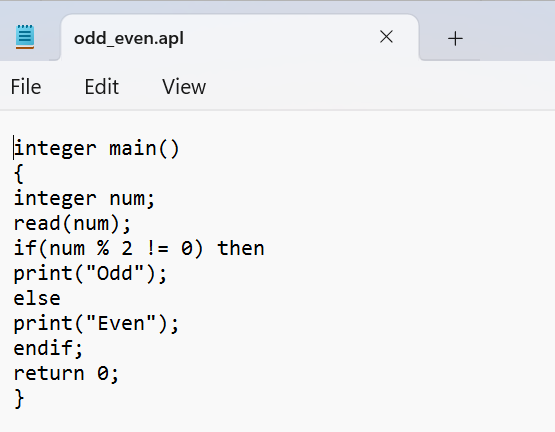 odd_even.apl
File Edit View
integer main()
{
integer num;
read(num);
if(num % 2 != 0) then
print("Odd");
else
print("Even");
endif;
return 0;
}